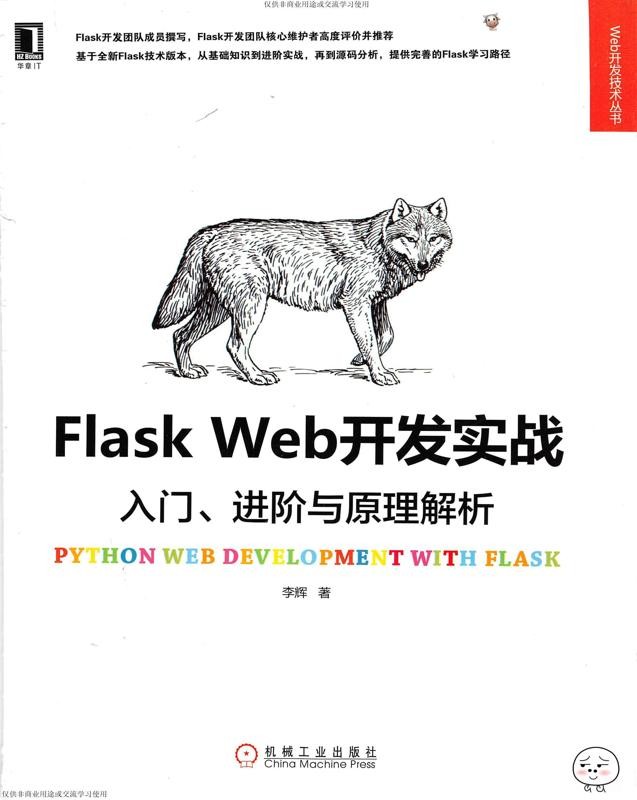 仅供非商业用途或交流学习使用
HZ BOOKS
华章IT
Flask开发团队成员撰写，Flask开发团队核心维护者高度评价并推荐
基于全新Flask技术版本，从基础知识到进阶实战，再到源码分析，提供完善的Flask学习路径
Web开发技术丛书
Flask Web开发实战
入门、进阶与原理解析
PYTHON WEB DEVELOPMENT WITH FLASK
李辉 著
机械工业出版社
China Machine Press
仅供非商业用途或交流学习使用